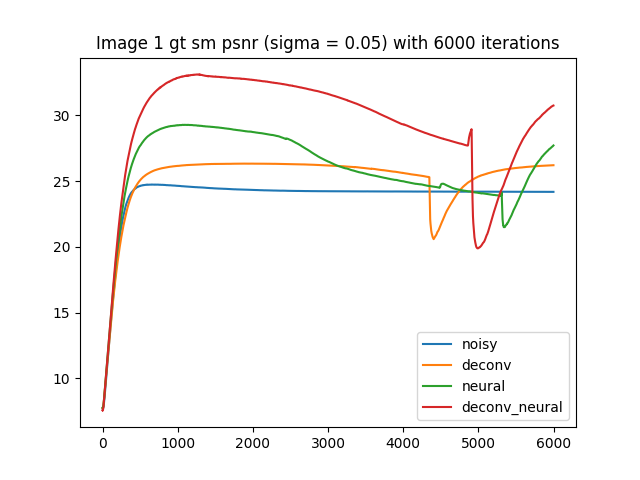 Image 1 gt sm psnr (sigma = 0.05) with 6000 iterations
30
25
20
15
10
noisy
deconv
neural
deconv_neural
0 1000 2000 3000 4000 5000 6000